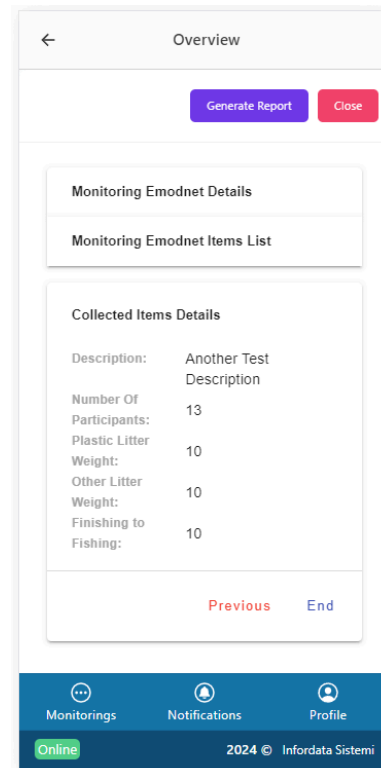 Overview
Generate Report Close
Monitoring Emodnet Details
Monitoring Emodnet Items List
Collected Items Details
Description: Another Test
Description
Number Of
Participants: 13
Plastic Litter
Weight: 10
Other Litter
Weight: 10
Finishing to
Fishing: 10
Previous End
Monitorings Notifications Profile
Online 2024 © Infordata Sistemi